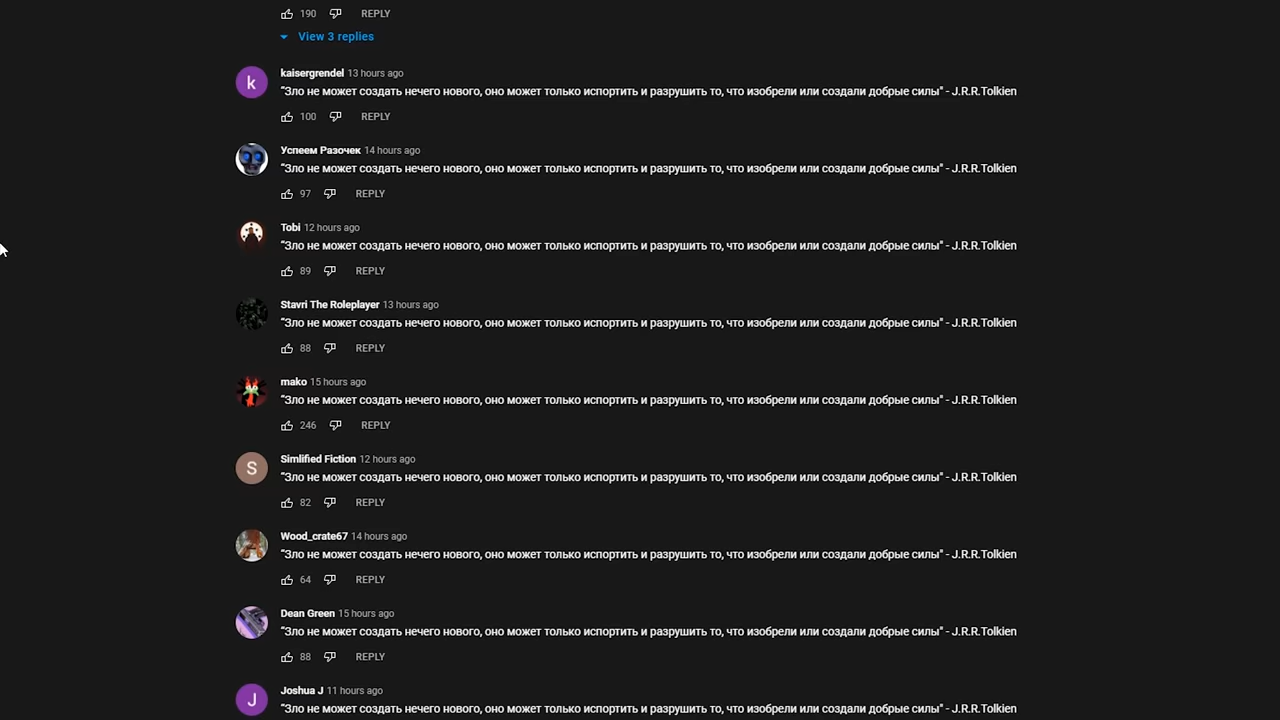 190 REPLY
View 3 replies
k
kaisergrendel 13 hours ago
“Зло не может создать нечего нового, оно может только испортить и разрушить то, что изобрели или создали добрые силы" - J.R.R.Tolkien
100 REPLY
Успеем Разочек 14 hours ago
“Зло не может создать нечего нового, оно может только испортить и разрушить то, что изобрели или создали добрые силы" - J.R.R.Tolkien
97 REPLY
Tobi 12 hours ago
“Зло не может создать нечего нового, оно может только испортить и разрушить то, что изобрели или создали добрые силы" - J.R.R.Tolkien
89 REPLY
Stavri The Roleplayer 13 hours ago
“Зло не может создать нечего нового, оно может только испортить и разрушить то, что изобрели или создали добрые силы" - J.R.R.Tolkien
88 REPLY
mako 15 hours ago
“Зло не может создать нечего нового, оно может только испортить и разрушить то, что изобрели или создали добрые силы" - J.R.R.Tolkien
246 REPLY
S
Simlified Fiction 12 hours ago
“Зло не может создать нечего нового, оно может только испортить и разрушить то, что изобрели или создали добрые силы" - J.R.R.Tolkien
82 REPLY
Wood_crate67 14 hours ago
“Зло не может создать нечего нового, оно может только испортить и разрушить то, что изобрели или создали добрые силы" - J.R.R.Tolkien
64 REPLY
Dean Green 15 hours ago
“Зло не может создать нечего нового, оно может только испортить и разрушить то, что изобрели или создали добрые силы" - J.R.R.Tolkien
88 REPLY
J
Joshua J 11 hours ago
“Зло не может создать нечего нового, оно может только испортить и разрушить то, что изобрели или создали добрые силы" - J.R.R.Tolkien